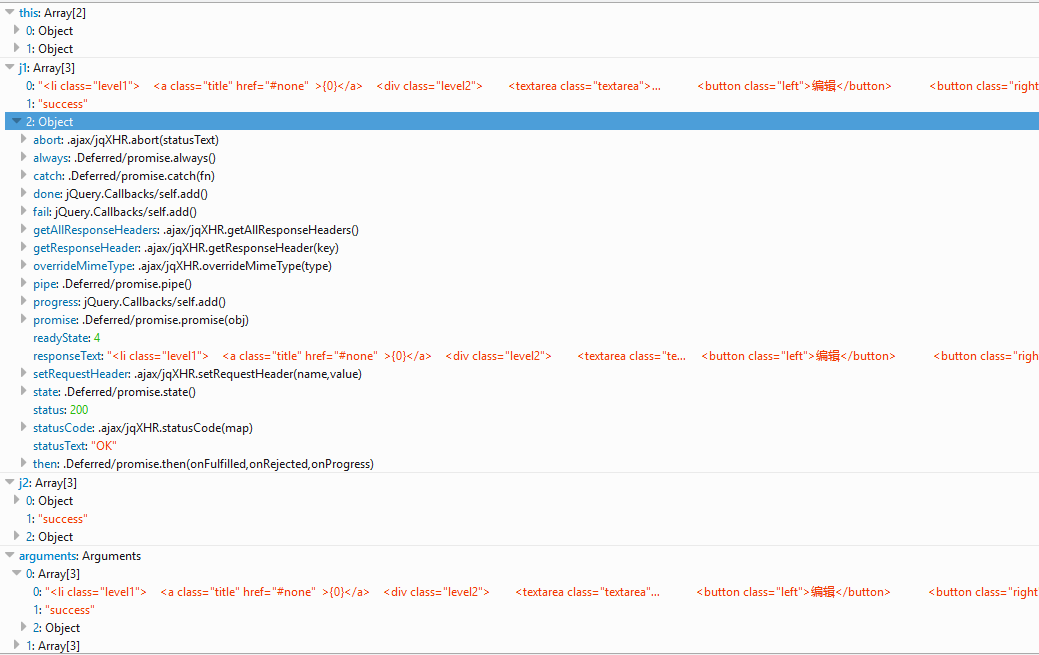 this: Array[2]
0: Object
1: Object
j1: Array[3]
0: "<li class="level1"> <a class="title" href="#none" >{0}</a> <div class="level2"> <textarea class="textarea">... <button class="left">编辑</button> <button class="right
1: "success"
2: Object
abort: .ajax/jqXHR.abort(statusText)
always: .Deferred/promise.always()
catch: .Deferred/promise.catch(fn)
done: jQuery.Callbacks/self.add()
fail: jQuery.Callbacks/self.add()
getAllResponseHeaders: .ajax/jqXHR.getAllResponseHeaders()
getResponseHeader: .ajax/jqXHR.getResponseHeader(key)
overrideMimeType: .ajax/jqXHR.overrideMimeType(type)
pipe: .Deferred/promise.pipe()
progress: jQuery.Callbacks/self.add()
promise: .Deferred/promise.promise(obj)
readyState: 4
responseText: "<li class="level1"> <a class="title" href="#none" >{0}</a> <div class="level2"> <textarea class="te... <button class="left">编辑</button> <button class="righ
setRequestHeader: .ajax/jqXHR.setRequestHeader(name,value)
state: .Deferred/promise.state()
status: 200
statusCode: .ajax/jqXHR.statusCode(map)
statusText: "OK"
then: .Deferred/promise.then(onFulfilled,onRejected,onProgress)
j2: Array[3]
0: Object
1: "success"
2: Object
arguments: Arguments
0: Array[3]
0: "<li class="level1"> <a class="title" href="#none" >{0}</a> <div class="level2"> <textarea class="textarea"... <button class="left">编辑</button> <button class="right
1: "success"
2: Object
1: Array[3]